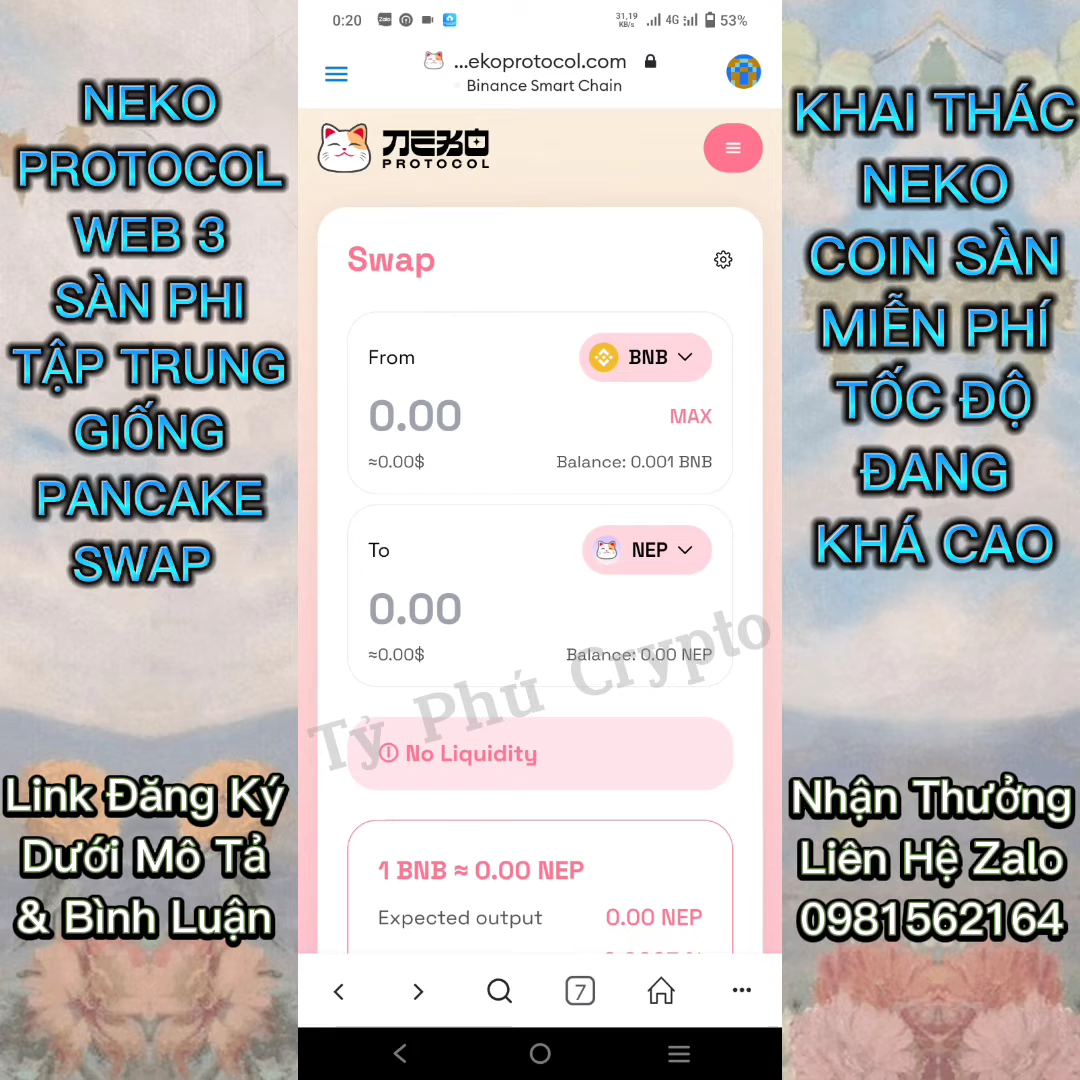 NEKO
PROTOCOL
WEB 3
SÀN PHI
TẬP TRUNG
GIỐNG
PANCAKE
SWAP
Link Đăng Ký
Dưới Mô Tả
& Bình Luận
0:20
Zalo
31,19
KB/s
4G
53%
...ekoprotocol.com
Binance Smart Chain
NEKO
PROTOCOL
Swap
From
BNB
0.00
MAX
≈0.00$
Balance: 0.001 BNB
To
NEP
0.00
≈0.00$
Balance: 0.00 NEP
Tỷ Phú Crypto
No Liquidity
1 BNB ≈ 0.00 NEP
Expected output
0.00 NEP
7
KHAI THÁC
NEKO
COIN SÀN
MIỄN PHÍ
TỐC ĐỘ
ĐANG
KHÁ CAO
Nhận Thưởng
Liên Hệ Zalo
0981562164